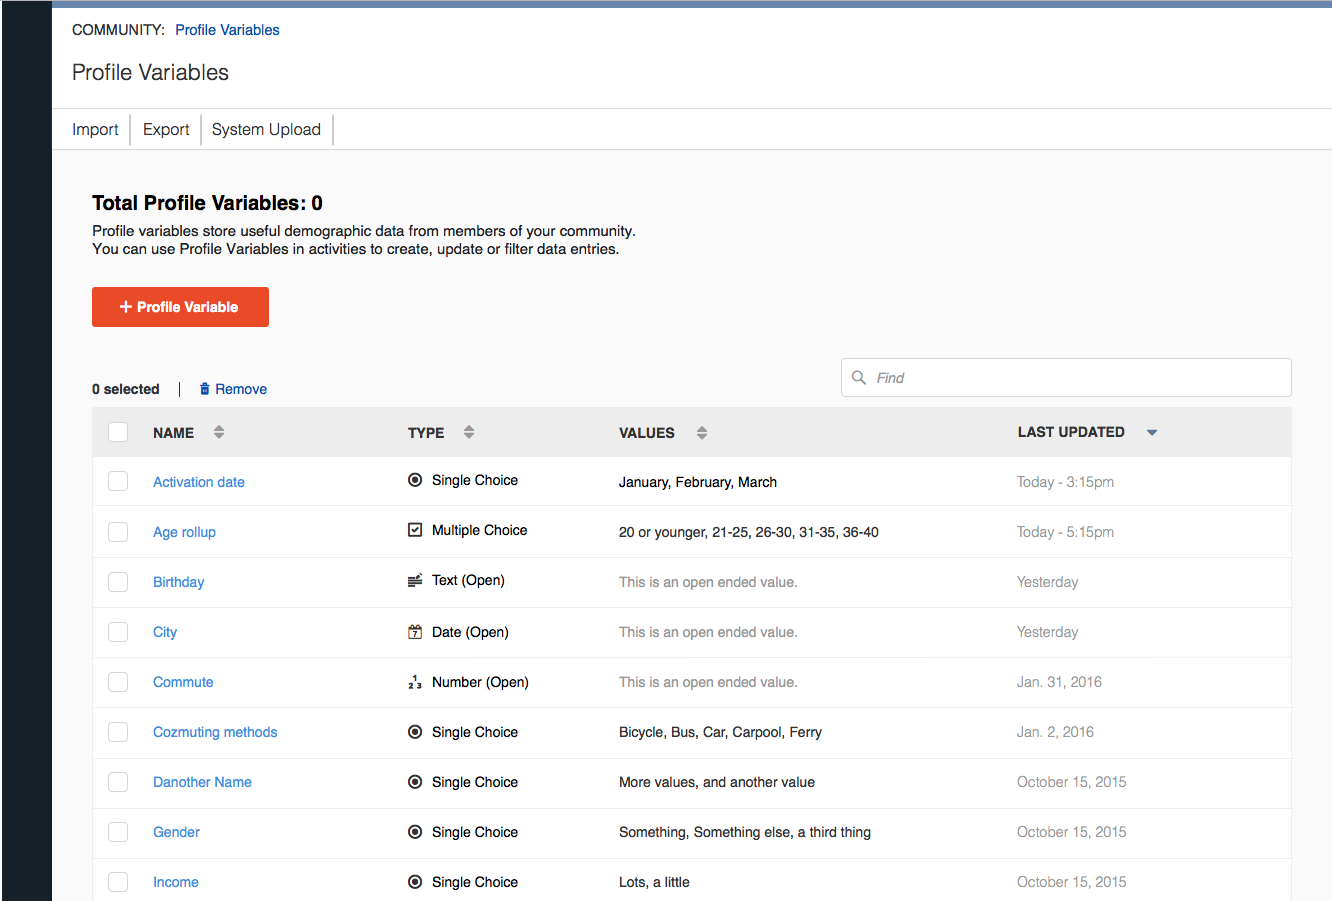 COMMUNITY: Profile Variables
Profile Variables
Import Export System Upload
Total Profile Variables: 0
Profile variables store useful demographic data from members of your community.
You can use Profile Variables in activities to create, update or filter data entries.
+ Profile Variable
0 selected | Remove Find
NAME TYPE VALUES LAST UPDATED
Activation date Single Choice January, February, March Today - 3:15pm
Age rollup Multiple Choice 20 or younger, 21-25, 26-30, 31-35, 36-40 Today - 5:15pm
Birthday Text (Open) This is an open ended value. Yesterday
City 7 Date (Open) This is an open ended value. Yesterday
Commute 123 Number (Open) This is an open ended value. Jan. 31, 2016
Cozmuting methods Single Choice Bicycle, Bus, Car, Carpool, Ferry Jan. 2, 2016
Danother Name Single Choice More values, and another value October 15, 2015
Gender Single Choice Something, Something else, a third thing October 15, 2015
Income Single Choice Lots, a little October 15, 2015